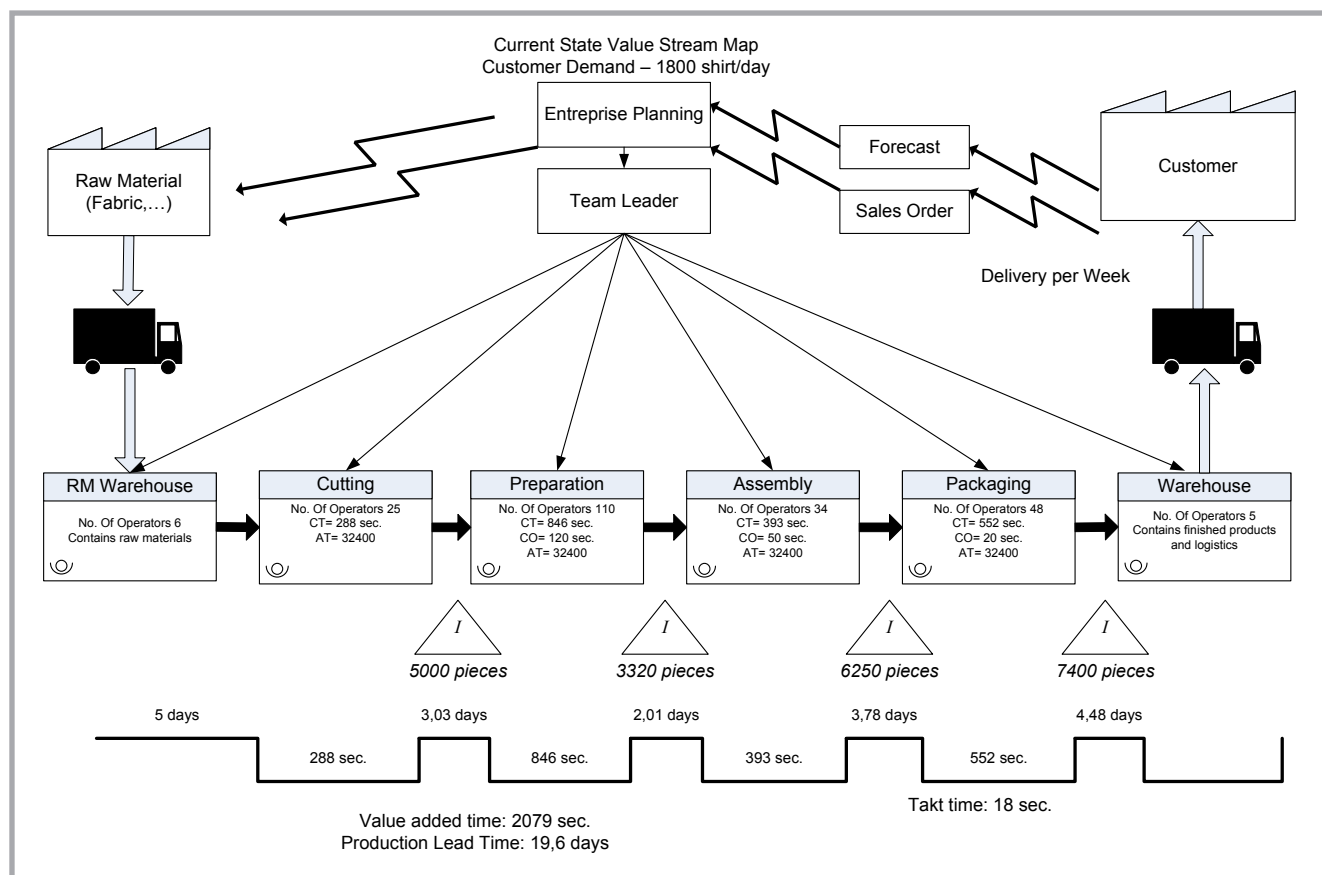 Current State Value Stream Map
Customer Demand – 1800 shirt/day
Entreprise Planning
Forecast
Customer
Raw Material
(Fabric,…)
Team Leader
Sales Order
Delivery per Week
RM Warehouse
No. Of Operators 6
Contains raw materials
Cutting
No. Of Operators 25
CT= 288 sec.
AT= 32400
Preparation
No. Of Operators 110
CT= 846 sec.
CO= 120 sec.
AT= 32400
Assembly
No. Of Operators 34
CT= 393 sec.
CO= 50 sec.
AT= 32400
Packaging
No. Of Operators 48
CT= 552 sec.
CO= 20 sec.
AT= 32400
Warehouse
No. Of Operators 5
Contains finished products
and logistics
I
5000 pieces
I
3320 pieces
I
6250 pieces
I
7400 pieces
5 days
3,03 days
2,01 days
3,78 days
4,48 days
288 sec.
846 sec.
393 sec.
552 sec.
Takt time: 18 sec.
Value added time: 2079 sec.
Production Lead Time: 19,6 days